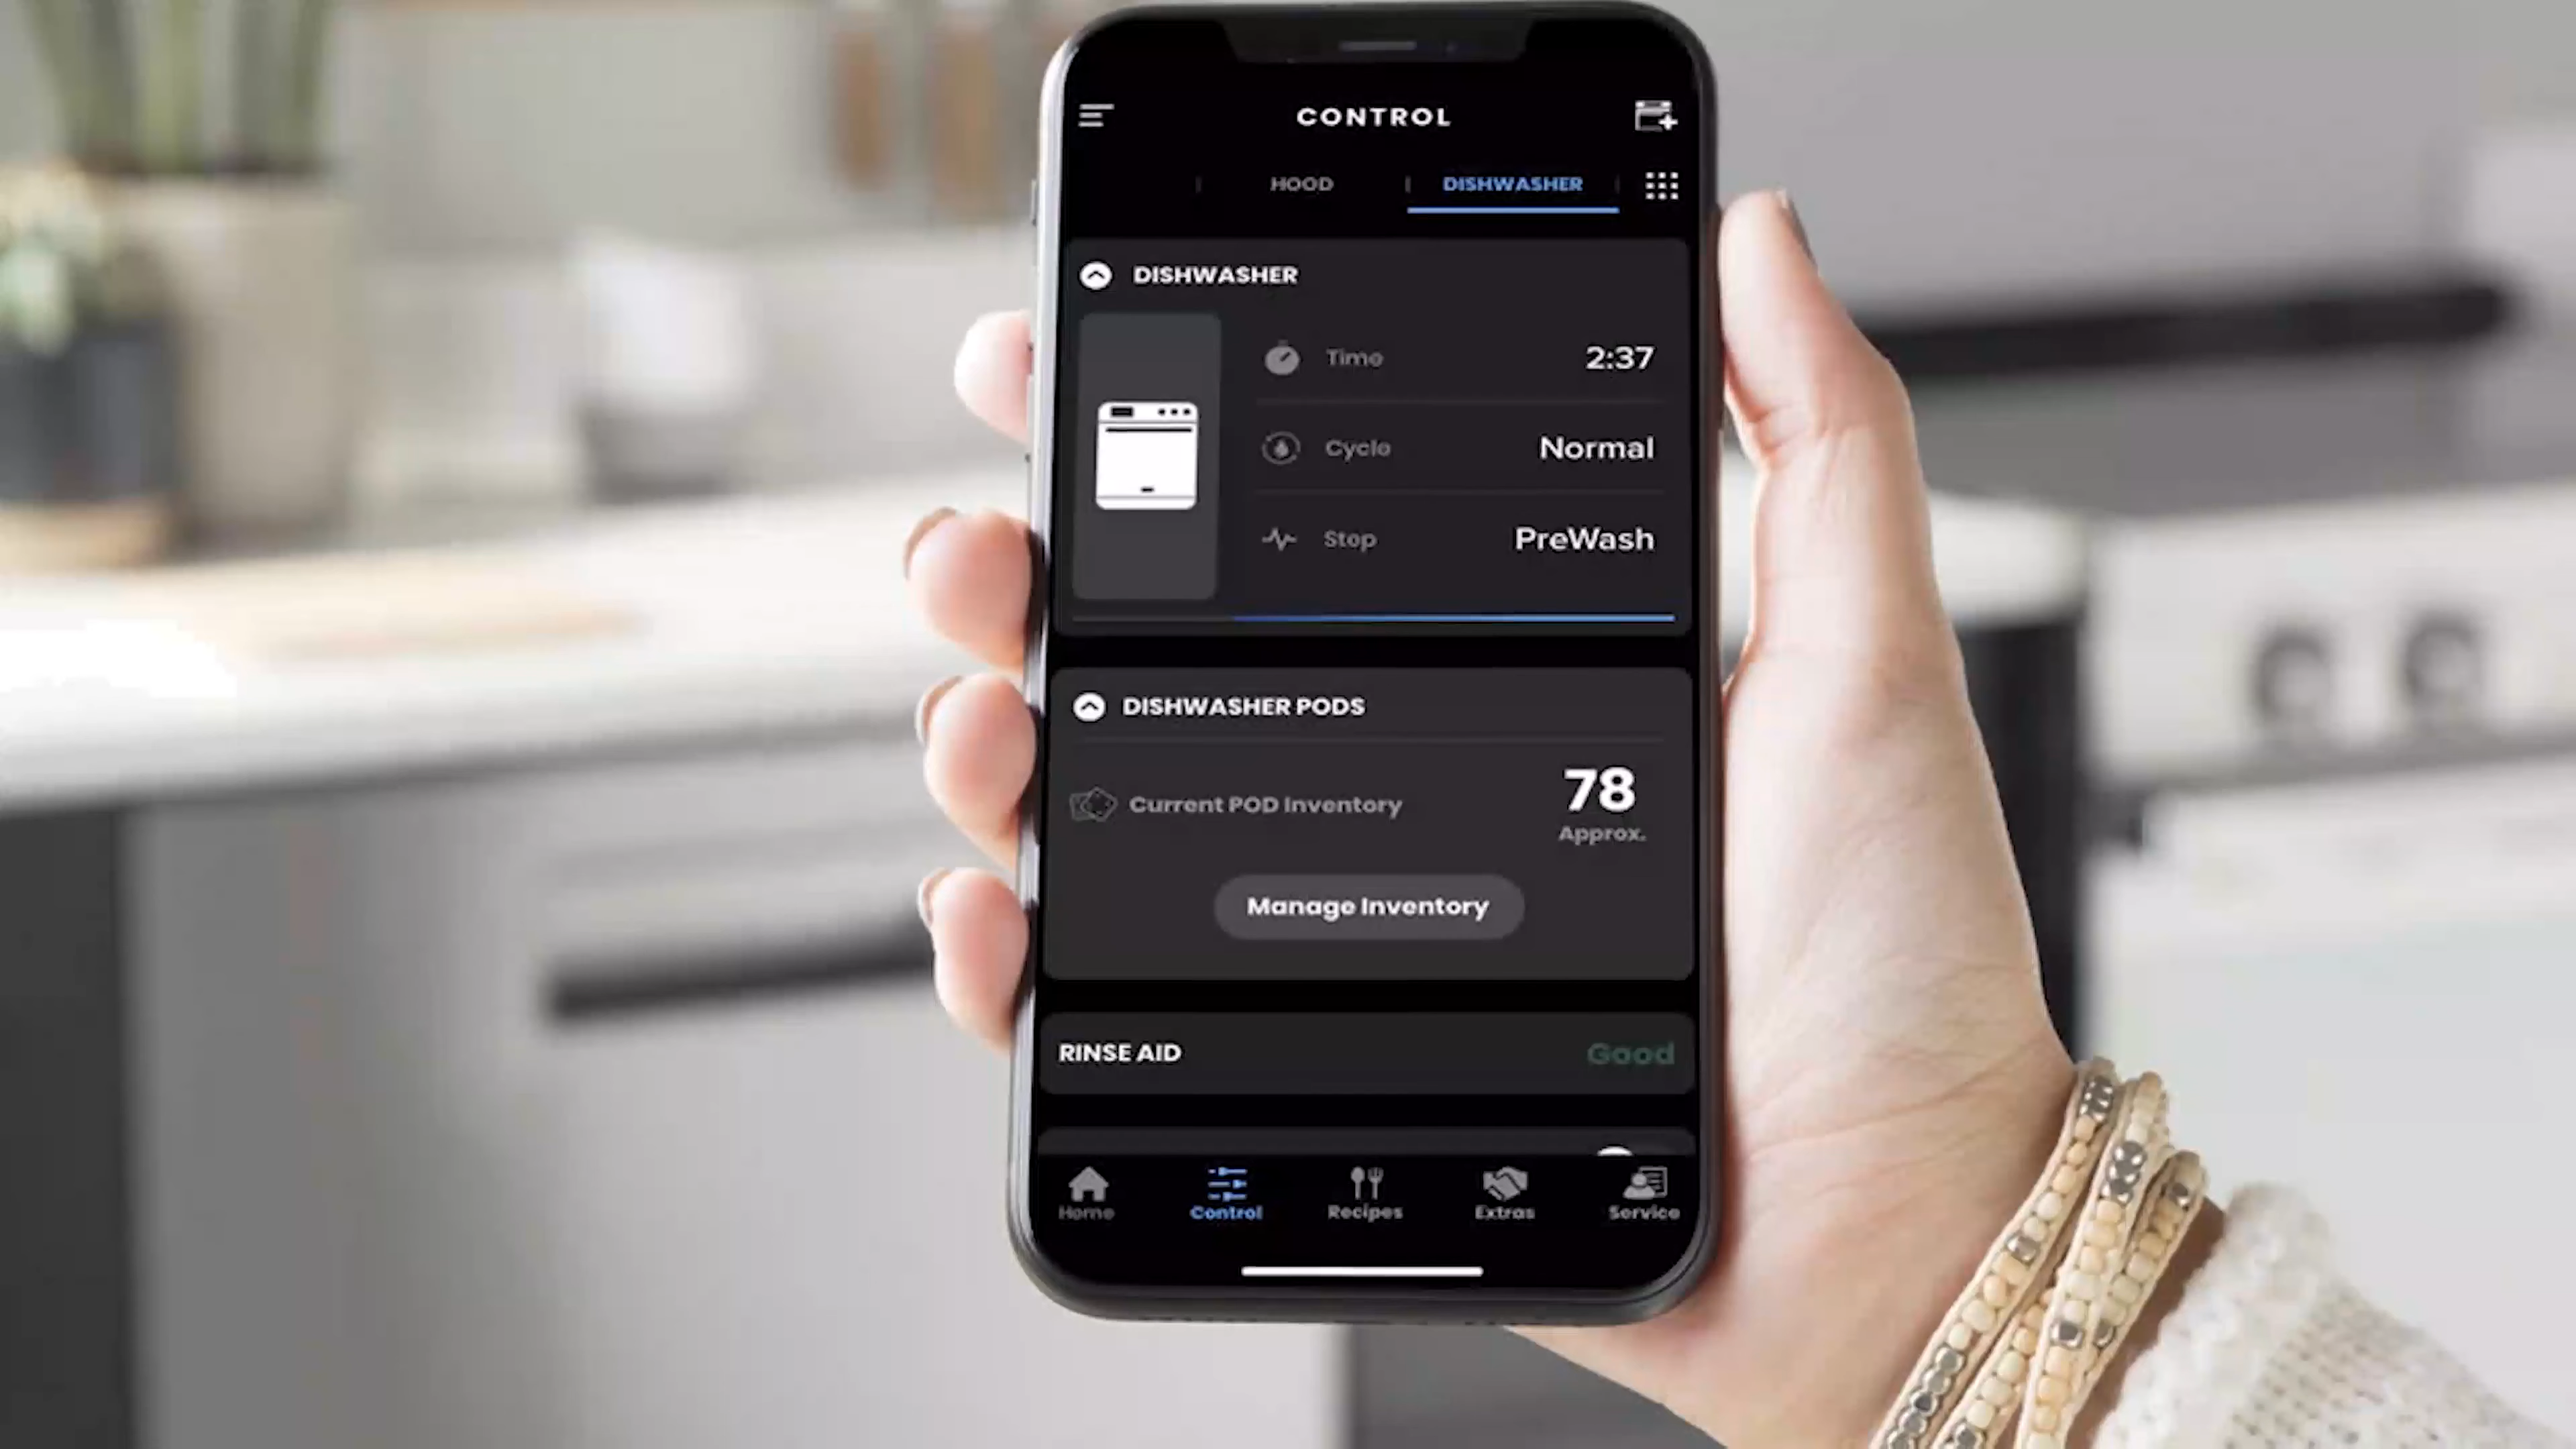 CONTROL
HOOD
DISHWASHER
DISHWASHER
Time 2:37
Cycle Normal
Step PreWash
DISHWASHER PODS
Current POD Inventory 78
Approx.
Manage Inventory
RINSE AID Good
Home Control Recipes Extras Service